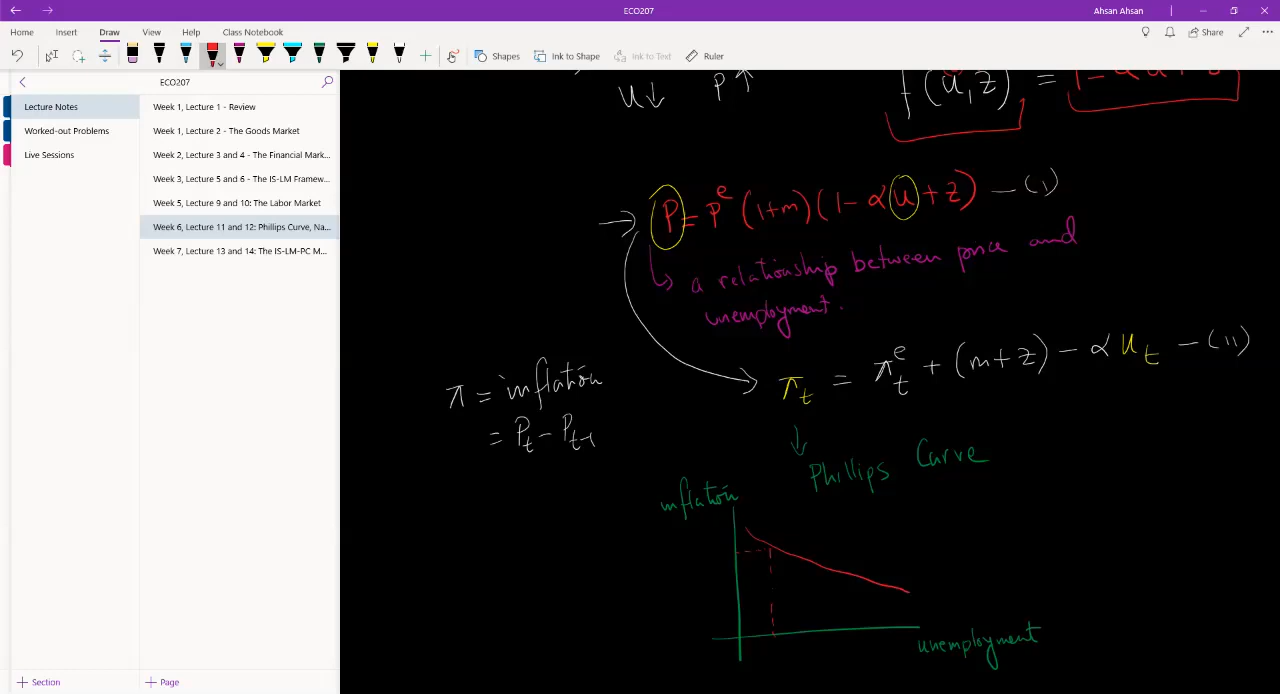 ECO207
Ahsan Ahsan
Home Insert Draw View Help Class Notebook
Share
Shapes Ink to Shape Ink to Text Ruler
ECO207
Lecture Notes
Worked-out Problems
Live Sessions
Week 1, Lecture 1 - Review
Week 1, Lecture 2 - The Goods Market
Week 2, Lecture 3 and 4 - The Financial Mark...
Week 3, Lecture 5 and 6 - The IS-LM Framew...
Week 5, Lecture 9 and 10: The Labor Market
Week 6, Lecture 11 and 12: Phillips Curve, Na...
Week 7, Lecture 13 and 14: The IS-LM-PC M...
u↓ P↑ f(u,z) =
→ P = P^e (1+m)(1-αu+z) —(i)
↳ a relationship between price and
unemployment.
π = inflation
= P_t - P_t-1
→ π_t = π_t^e + (m+z) - αu_t —(ii)
↓
Phillips Curve
inflation
unemployment
+ Section
+ Page